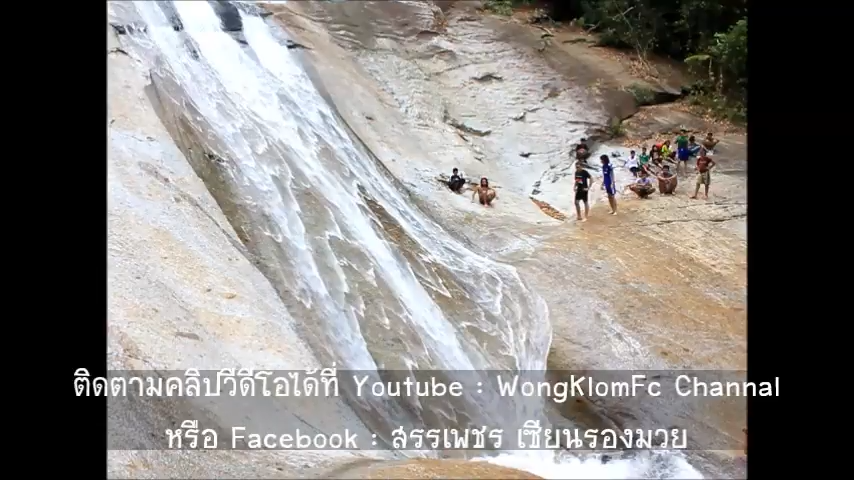 ติดตามคลิปวีดีโอได้ที่ Youtube : WongKlomFc Channal
หรือ Facebook : สรรเพชร เซียนรองมวย